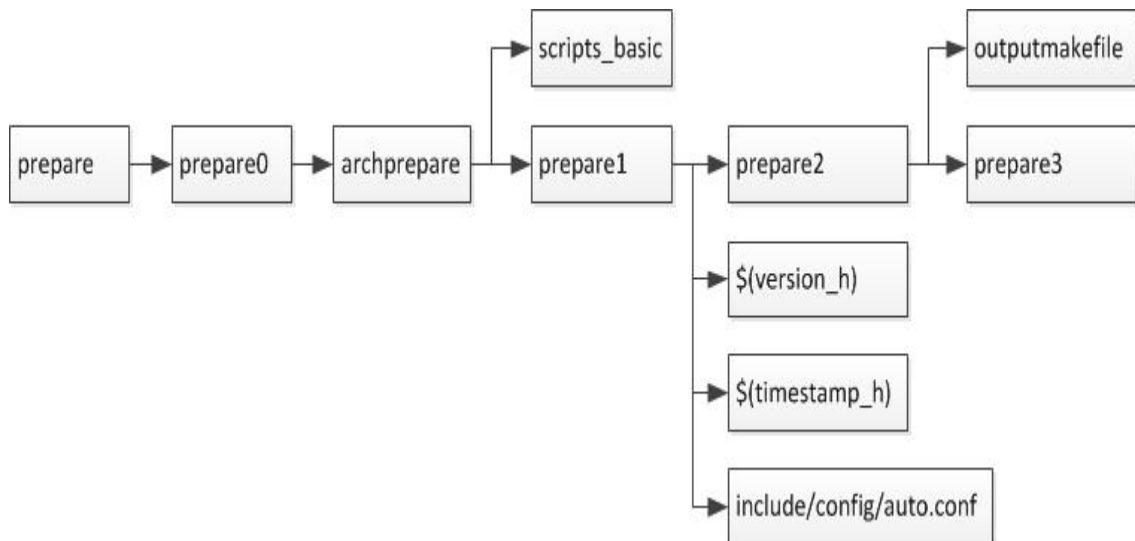 scripts_basic
outputmakefile
prepare
prepare0
archprepare
prepare1
prepare2
prepare3
$(version_h)
$(timestamp_h)
include/config/auto.conf